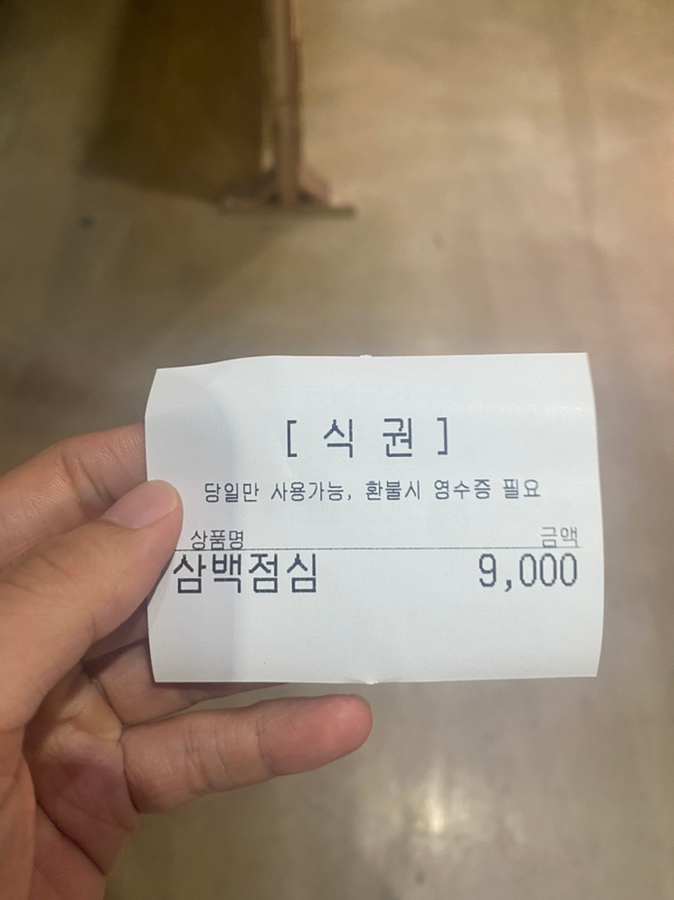 [ 식 권 ]
당일만 사용가능, 환불시 영수증 필요
상품명 금액
삼백점심 9,000